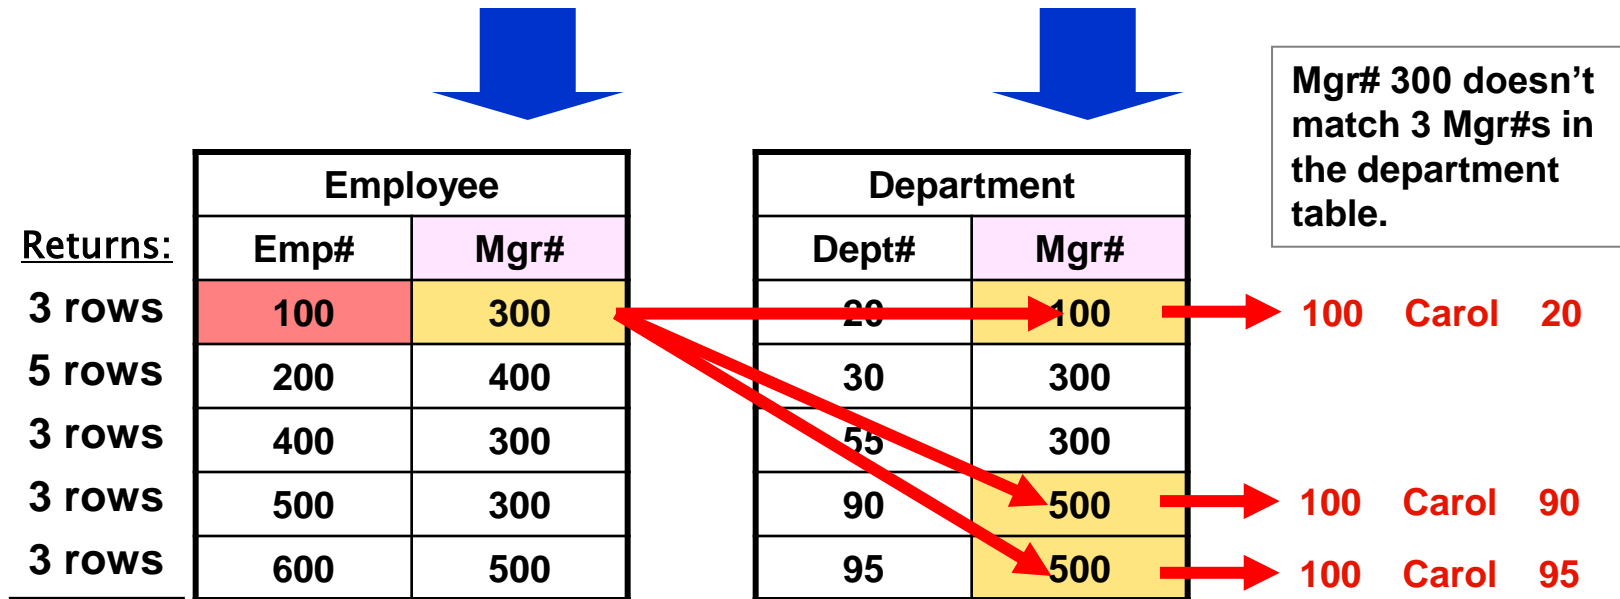 Mgr# 300 doesn’t
match 3 Mgr#s in
the department
table.
Employee Department
Returns: Emp# Mgr# Dept# Mgr#
3 rows 100 300 20 100 100 Carol 20
5 rows 200 400 30 300
3 rows 400 300 55 300
3 rows 500 300 90 500 100 Carol 90
3 rows 600 500 95 500 100 Carol 95